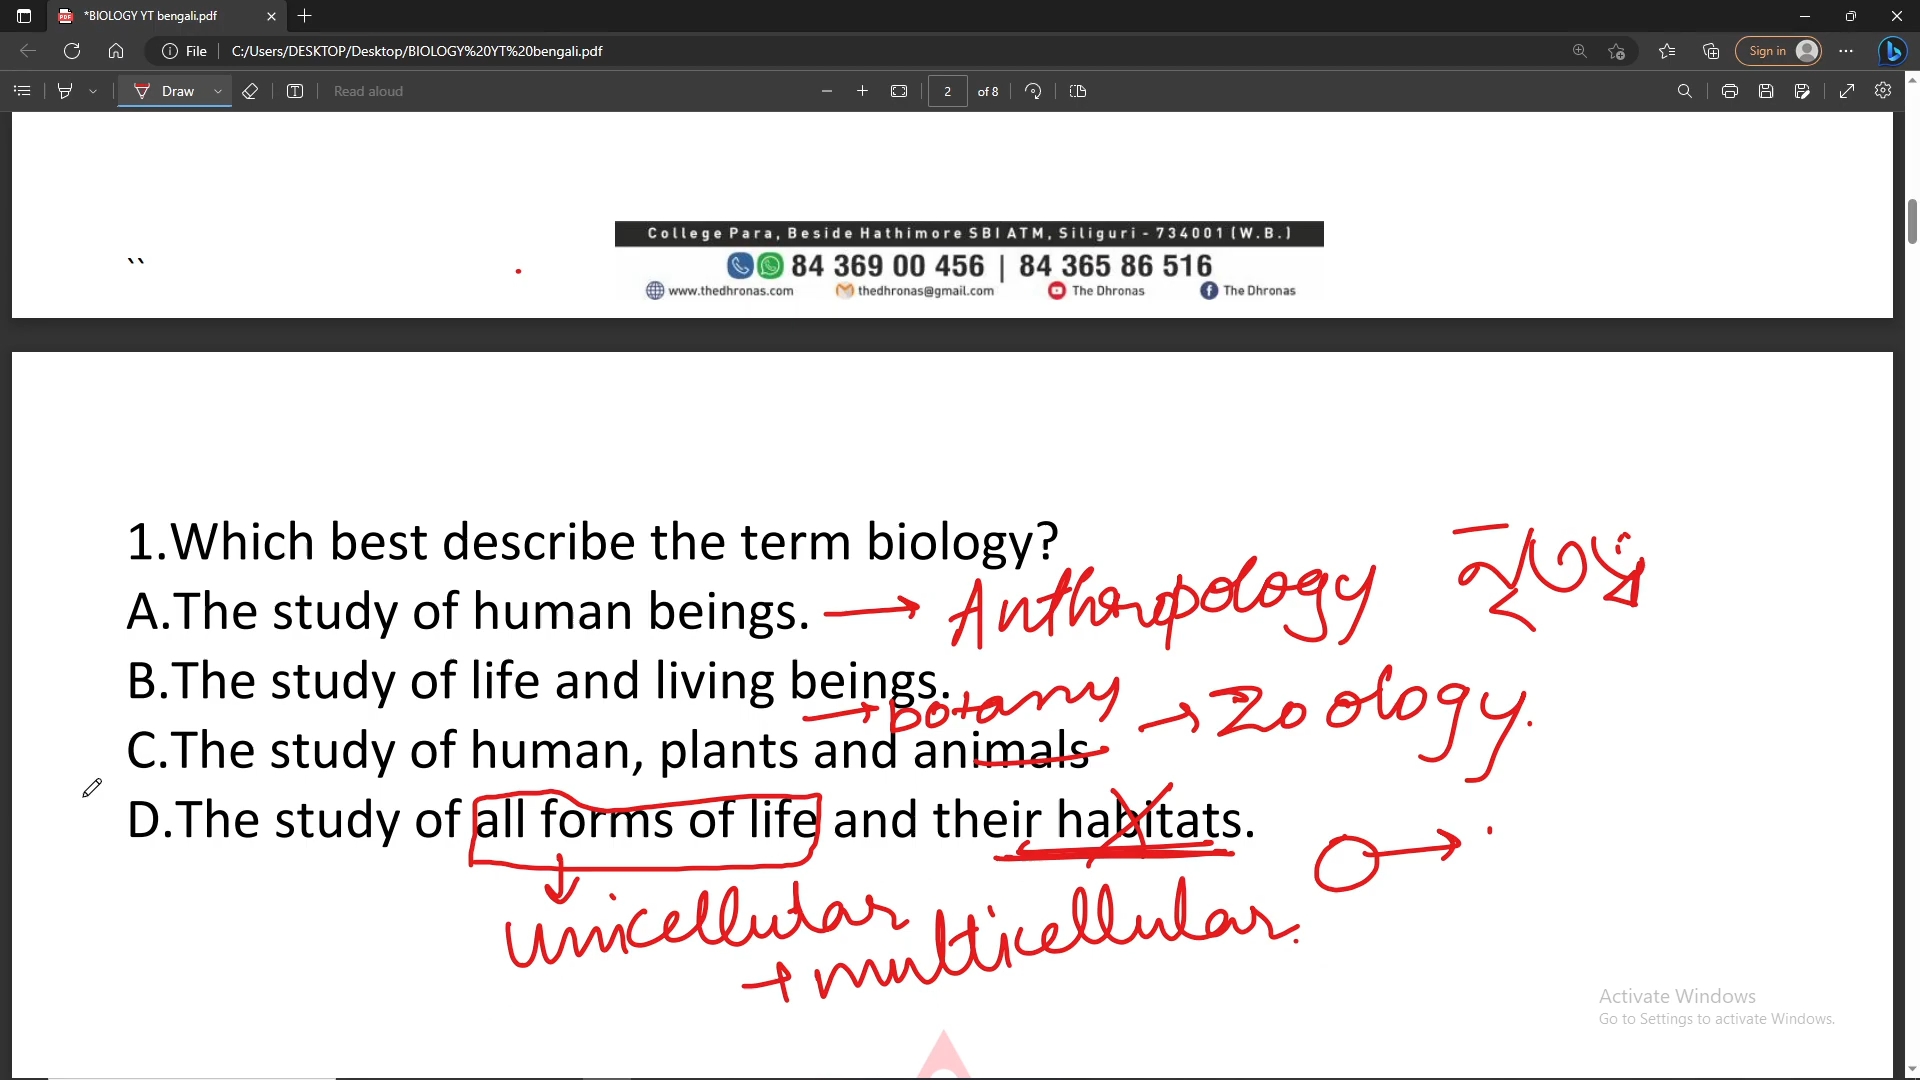 *BIOLOGY YT bengali.pdf
File C:/Users/DESKTOP/Desktop/BIOLOGY%20YT%20bengali.pdf
Sign in
Draw Read aloud 2 of 8
College Para, Beside Hathimore SBI ATM, Siliguri - 734001 (W.B.)
84 369 00 456 | 84 365 86 516
www.thedhronas.com thedhronas@gmail.com The Dhronas The Dhronas
``
1.Which best describe the term biology?
A.The study of human beings. → Anthropology
B.The study of life and living beings.
→ botany → Zoology.
C.The study of human, plants and animals
D.The study of all forms of life and their habitats.
unicellular
+ multicellular.
Activate Windows
Go to Settings to activate Windows.